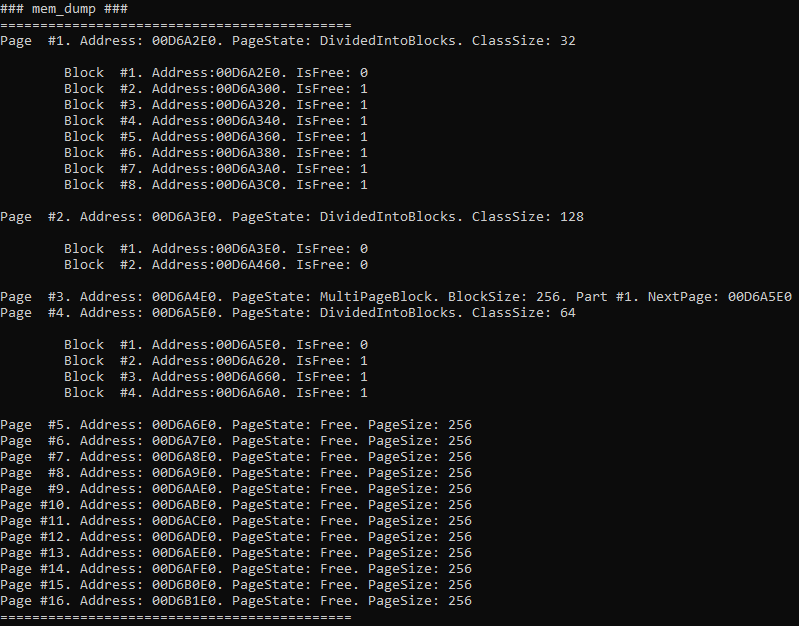 ### mem_dump ###
============================================
Page  #1. Address: 00D6A2E0. PageState: DividedIntoBlocks. ClassSize: 32
Block  #1. Address:00D6A2E0. IsFree: 0
Block  #2. Address:00D6A300. IsFree: 1
Block  #3. Address:00D6A320. IsFree: 1
Block  #4. Address:00D6A340. IsFree: 1
Block  #5. Address:00D6A360. IsFree: 1
Block  #6. Address:00D6A380. IsFree: 1
Block  #7. Address:00D6A3A0. IsFree: 1
Block  #8. Address:00D6A3C0. IsFree: 1
Page  #2. Address: 00D6A3E0. PageState: DividedIntoBlocks. ClassSize: 128
Block  #1. Address:00D6A3E0. IsFree: 0
Block  #2. Address:00D6A460. IsFree: 0
Page  #3. Address: 00D6A4E0. PageState: MultiPageBlock. BlockSize: 256. Part #1. NextPage: 00D6A5E0
Page  #4. Address: 00D6A5E0. PageState: DividedIntoBlocks. ClassSize: 64
Block  #1. Address:00D6A5E0. IsFree: 0
Block  #2. Address:00D6A620. IsFree: 1
Block  #3. Address:00D6A660. IsFree: 1
Block  #4. Address:00D6A6A0. IsFree: 1
Page  #5. Address: 00D6A6E0. PageState: Free. PageSize: 256
Page  #6. Address: 00D6A7E0. PageState: Free. PageSize: 256
Page  #7. Address: 00D6A8E0. PageState: Free. PageSize: 256
Page  #8. Address: 00D6A9E0. PageState: Free. PageSize: 256
Page  #9. Address: 00D6AAE0. PageState: Free. PageSize: 256
Page #10. Address: 00D6ABE0. PageState: Free. PageSize: 256
Page #11. Address: 00D6ACE0. PageState: Free. PageSize: 256
Page #12. Address: 00D6ADE0. PageState: Free. PageSize: 256
Page #13. Address: 00D6AEE0. PageState: Free. PageSize: 256
Page #14. Address: 00D6AFE0. PageState: Free. PageSize: 256
Page #15. Address: 00D6B0E0. PageState: Free. PageSize: 256
Page #16. Address: 00D6B1E0. PageState: Free. PageSize: 256
============================================